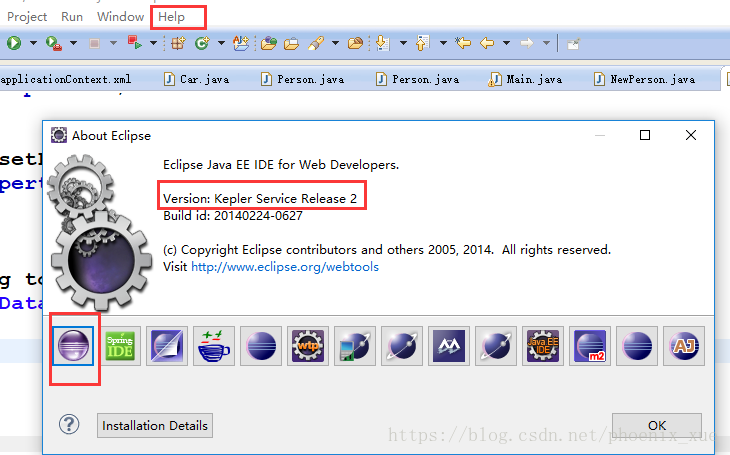 Project Run Window Help
applicationContext.xml Car.java Person.java Person.java Main.java NewPerson.java
About Eclipse
Eclipse Java EE IDE for Web Developers.
Version: Kepler Service Release 2
Build id: 20140224-0627
(c) Copyright Eclipse contributors and others 2005, 2014. All rights reserved.
Visit http://www.eclipse.org/webtools
setI
pert
g to
Data
Spring IDE wtp Java EE IDE m2 AJ
? Installation Details OK
https://blog.csdn.net/phoenix_xue